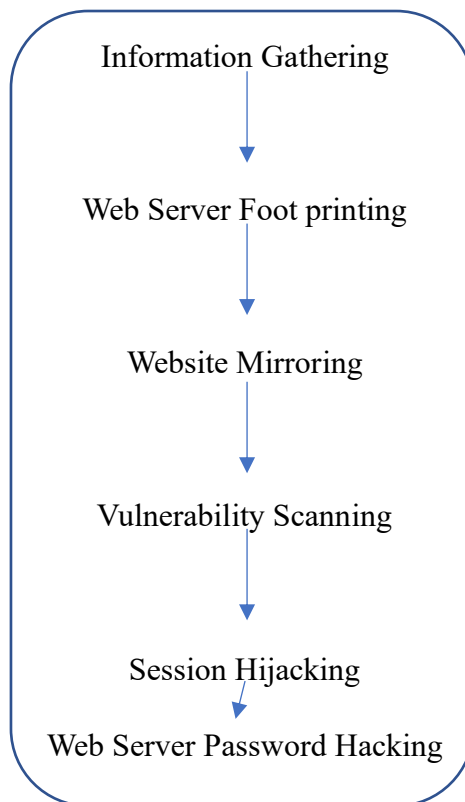 Information Gathering
Web Server Foot printing
Website Mirroring
Vulnerability Scanning
Session Hijacking
Web Server Password Hacking